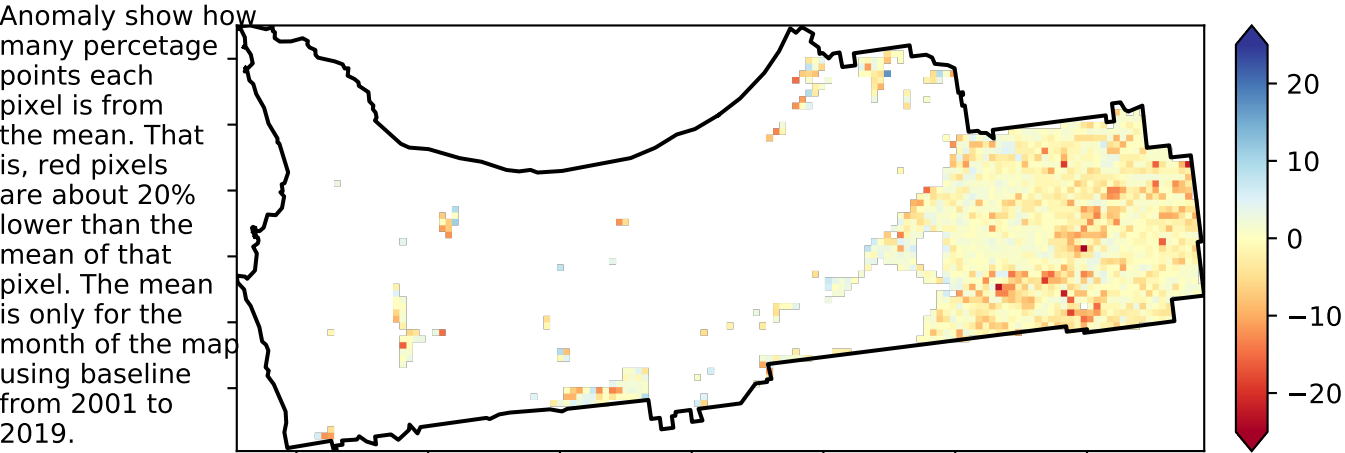 Anomaly show how
many percetage
points each
pixel is from
the mean. That
is, red pixels
are about 20%
lower than the
mean of that
pixel. The mean
is only for the
month of the map
using baseline
from 2001 to
2019.
20
10
0
−10
−20